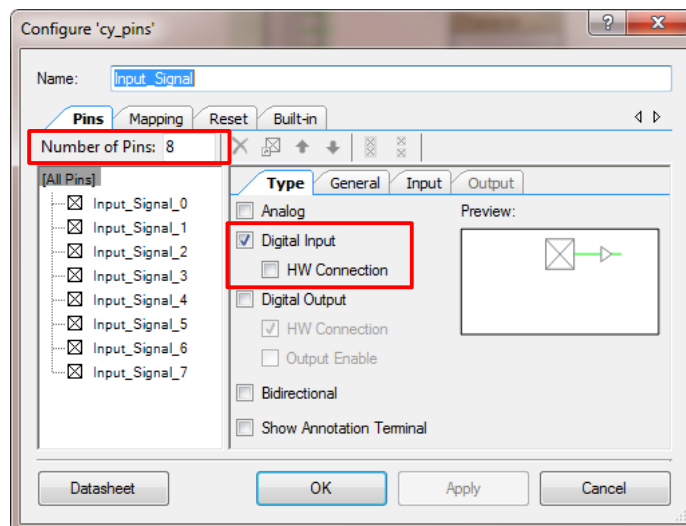 Configure 'cy_pins'
Name: Input_Signal
Pins Mapping Reset Built-in
Number of Pins: 8
[All Pins]
Input_Signal_0
Input_Signal_1
Input_Signal_2
Input_Signal_3
Input_Signal_4
Input_Signal_5
Input_Signal_6
Input_Signal_7
Type General Input Output
Analog
Preview:
Digital Input
HW Connection
Digital Output
HW Connection
Output Enable
Bidirectional
Show Annotation Terminal
Datasheet OK Apply Cancel